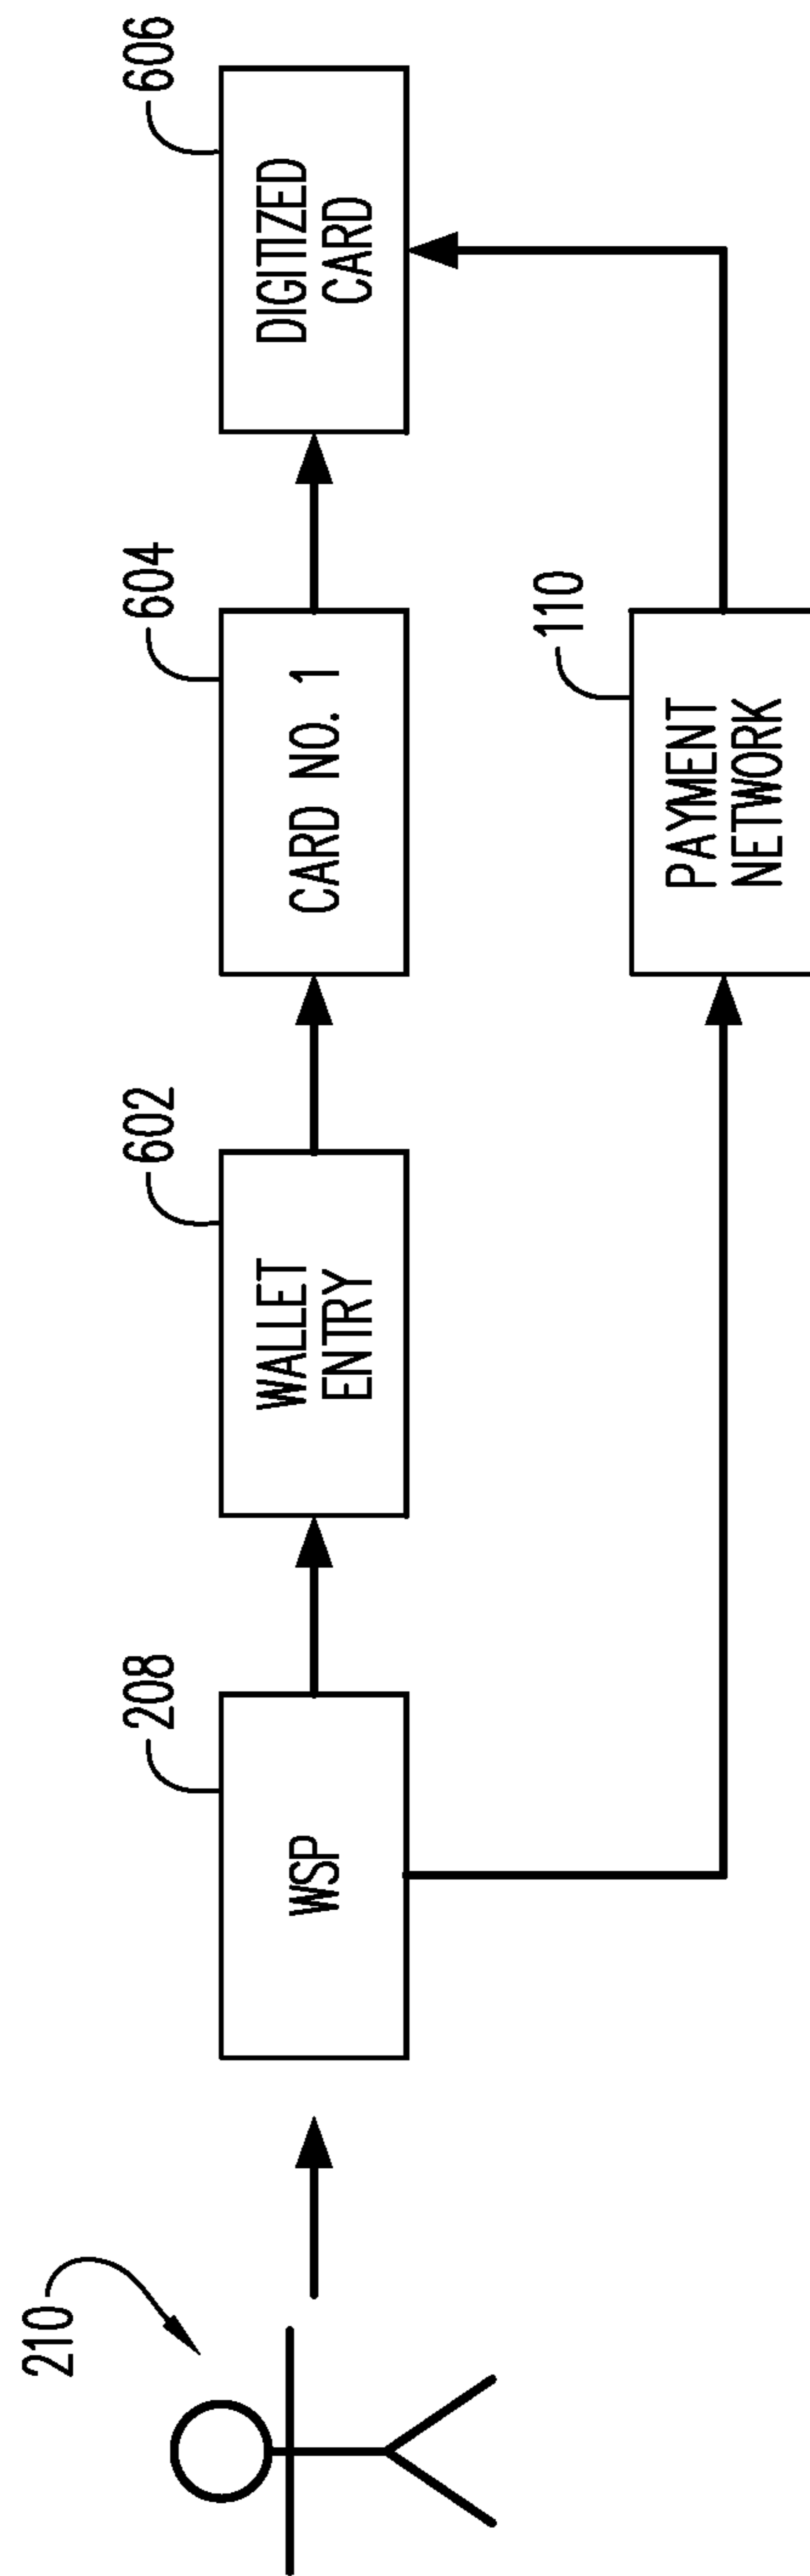 210
208
WSP
602
WALLET
ENTRY
604
CARD NO. 1
606
DIGITIZED
CARD
110
PAYMENT
NETWORK